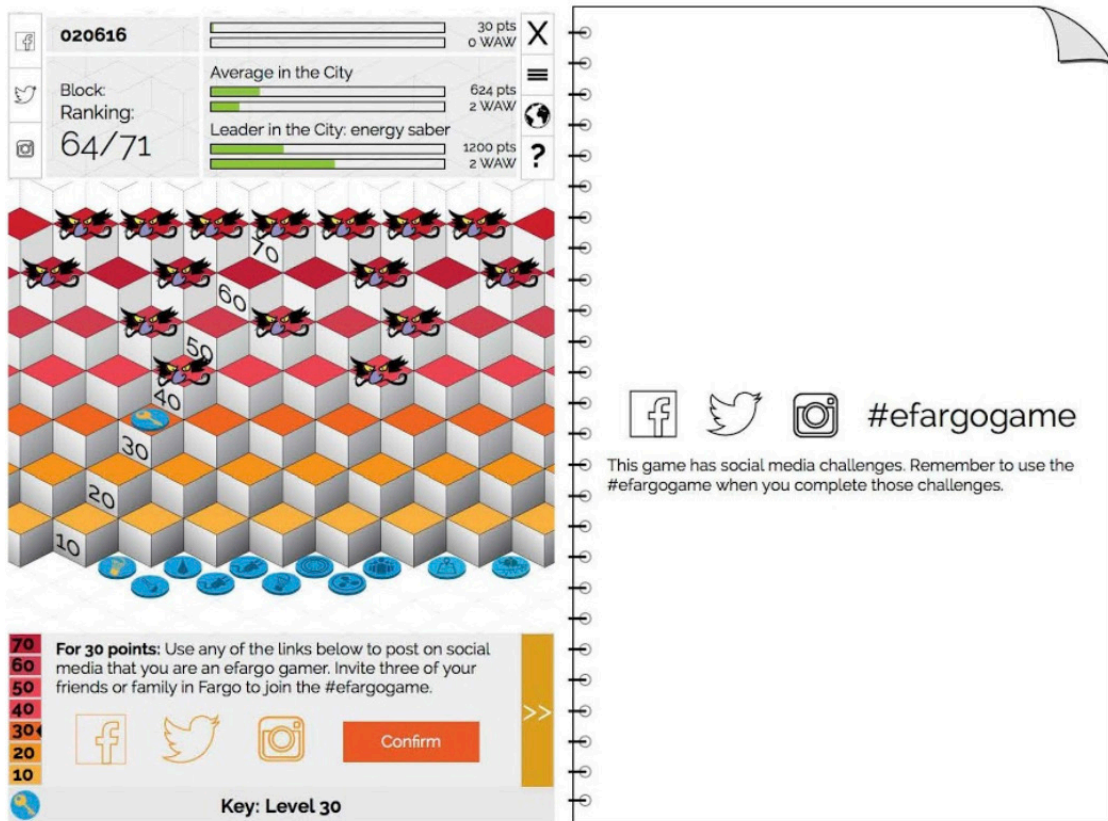 020616
30 pts
0 WAW
X
Block:
Ranking:
64/71
Average in the City
624 pts
2 WAW
Leader in the City: energy saber
1200 pts
2 WAW
?
70
60
50
40
30
20
10
#efargogame
This game has social media challenges. Remember to use the
#efargogame when you complete those challenges.
70
60
50
40
30
20
10
For 30 points: Use any of the links below to post on social
media that you are an efargo gamer. Invite three of your
friends or family in Fargo to join the #efargogame.
Confirm
>>
Key: Level 30